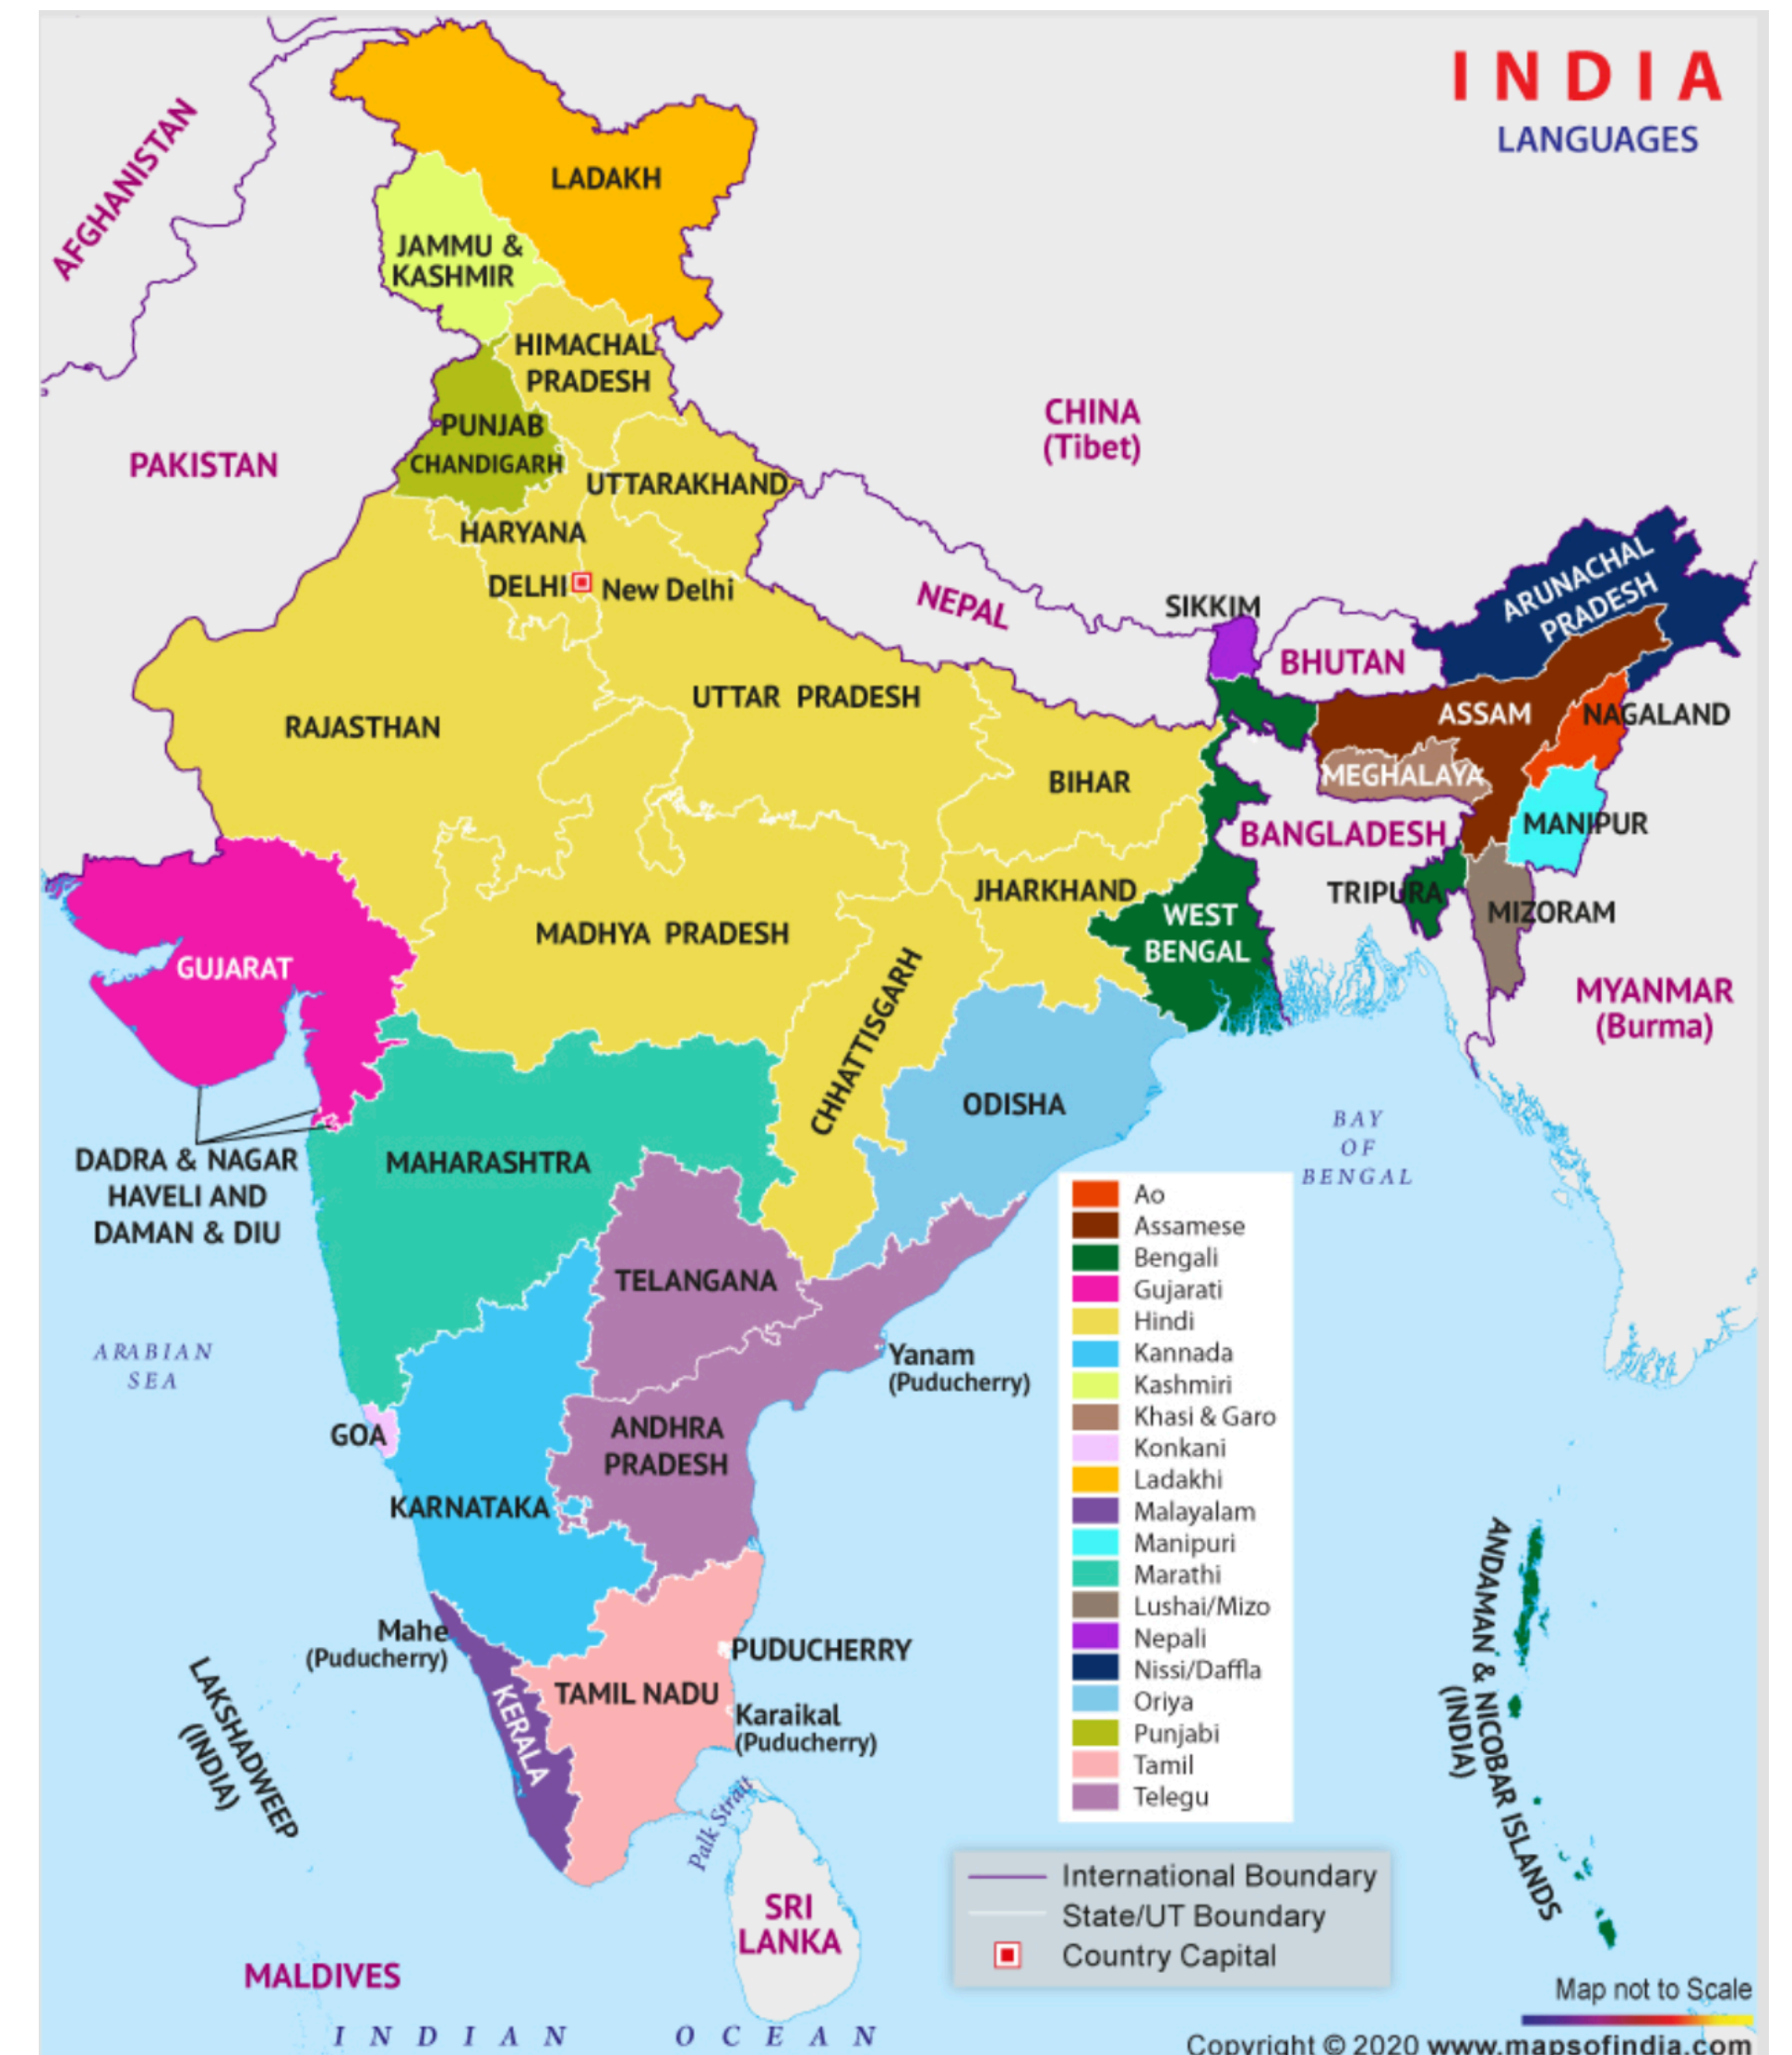 INDIA
LANGUAGES
AFGHANISTAN
LADAKH
JAMMU &
KASHMIR
HIMACHAL
PRADESH
PUNJAB
CHANDIGARH
PAKISTAN
CHINA
(Tibet)
UTTARAKHAND
HARYANA
DELHI
New Delhi
NEPAL
SIKKIM
BHUTAN
ARUNACHAL
PRADESH
RAJASTHAN
UTTAR PRADESH
ASSAM
NAGALAND
BIHAR
MEGHALAYA
BANGLADESH
MANIPUR
JHARKHAND
TRIPURA
MIZORAM
WEST
BENGAL
MADHYA PRADESH
GUJARAT
CHHATTISGARH
MYANMAR
(Burma)
ODISHA
BAY
OF
BENGAL
DADRA & NAGAR
HAVELI AND
DAMAN & DIU
MAHARASHTRA
TELANGANA
ARABIAN
SEA
Yanam
(Puducherry)
GOA
ANDHRA
PRADESH
KARNATAKA
Mahe
(Puducherry)
PUDUCHERRY
TAMIL NADU
KERALA
Karaikal
(Puducherry)
LAKSHADWEEP
(INDIA)
Palk Strait
SRI
LANKA
MALDIVES
INDIAN OCEAN
ANDAMAN & NICOBAR ISLANDS
(INDIA)
Ao
Assamese
Bengali
Gujarati
Hindi
Kannada
Kashmiri
Khasi & Garo
Konkani
Ladakhi
Malayalam
Manipuri
Marathi
Lushai/Mizo
Nepali
Nissi/Daffla
Oriya
Punjabi
Tamil
Telegu
International Boundary
State/UT Boundary
Country Capital
Map not to Scale
Copyright © 2020 www.mapsofindia.com